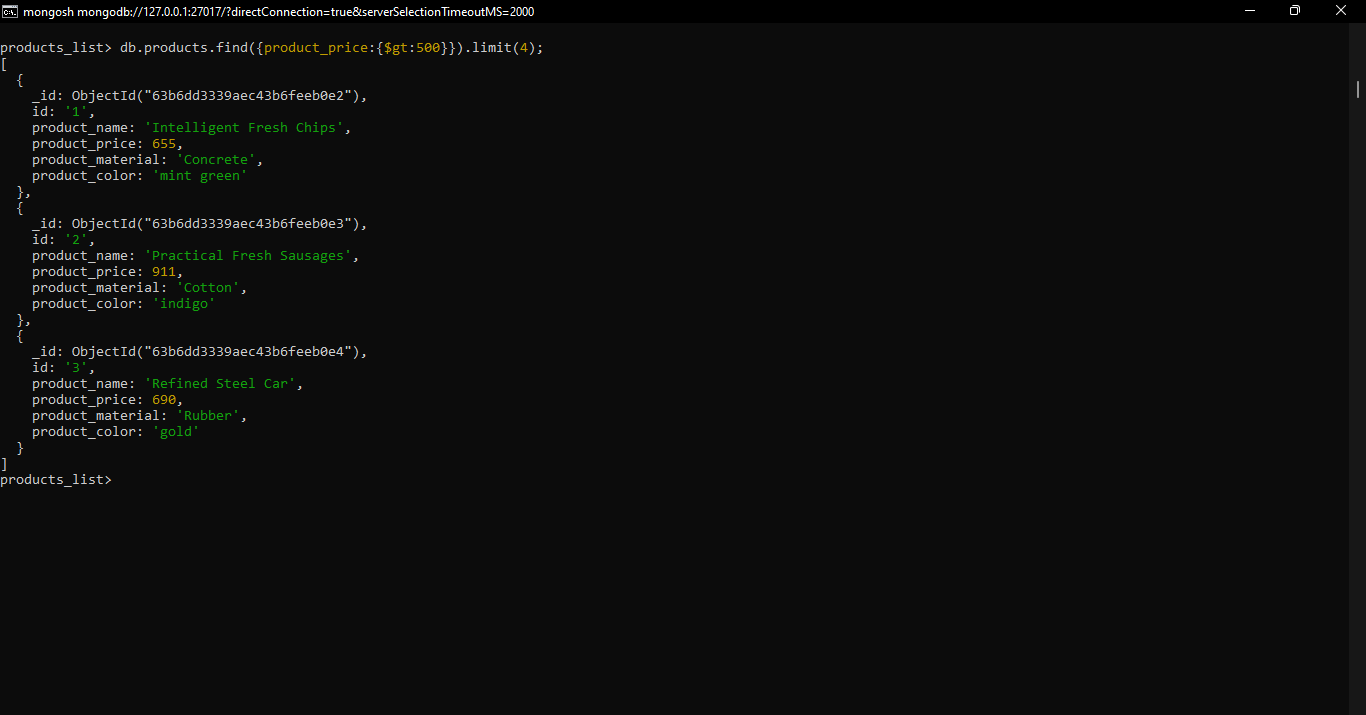 mongosh mongodb://127.0.0.1:27017/?directConnection=true&serverSelectionTimeoutMS=2000
products_list> db.products.find({product_price:{$gt:500}}).limit(4);
[
  {
    _id: ObjectId("63b6dd3339aec43b6feeb0e2"),
    id: '1',
    product_name: 'Intelligent Fresh Chips',
    product_price: 655,
    product_material: 'Concrete',
    product_color: 'mint green'
  },
  {
    _id: ObjectId("63b6dd3339aec43b6feeb0e3"),
    id: '2',
    product_name: 'Practical Fresh Sausages',
    product_price: 911,
    product_material: 'Cotton',
    product_color: 'indigo'
  },
  {
    _id: ObjectId("63b6dd3339aec43b6feeb0e4"),
    id: '3',
    product_name: 'Refined Steel Car',
    product_price: 690,
    product_material: 'Rubber',
    product_color: 'gold'
  }
]
products_list>